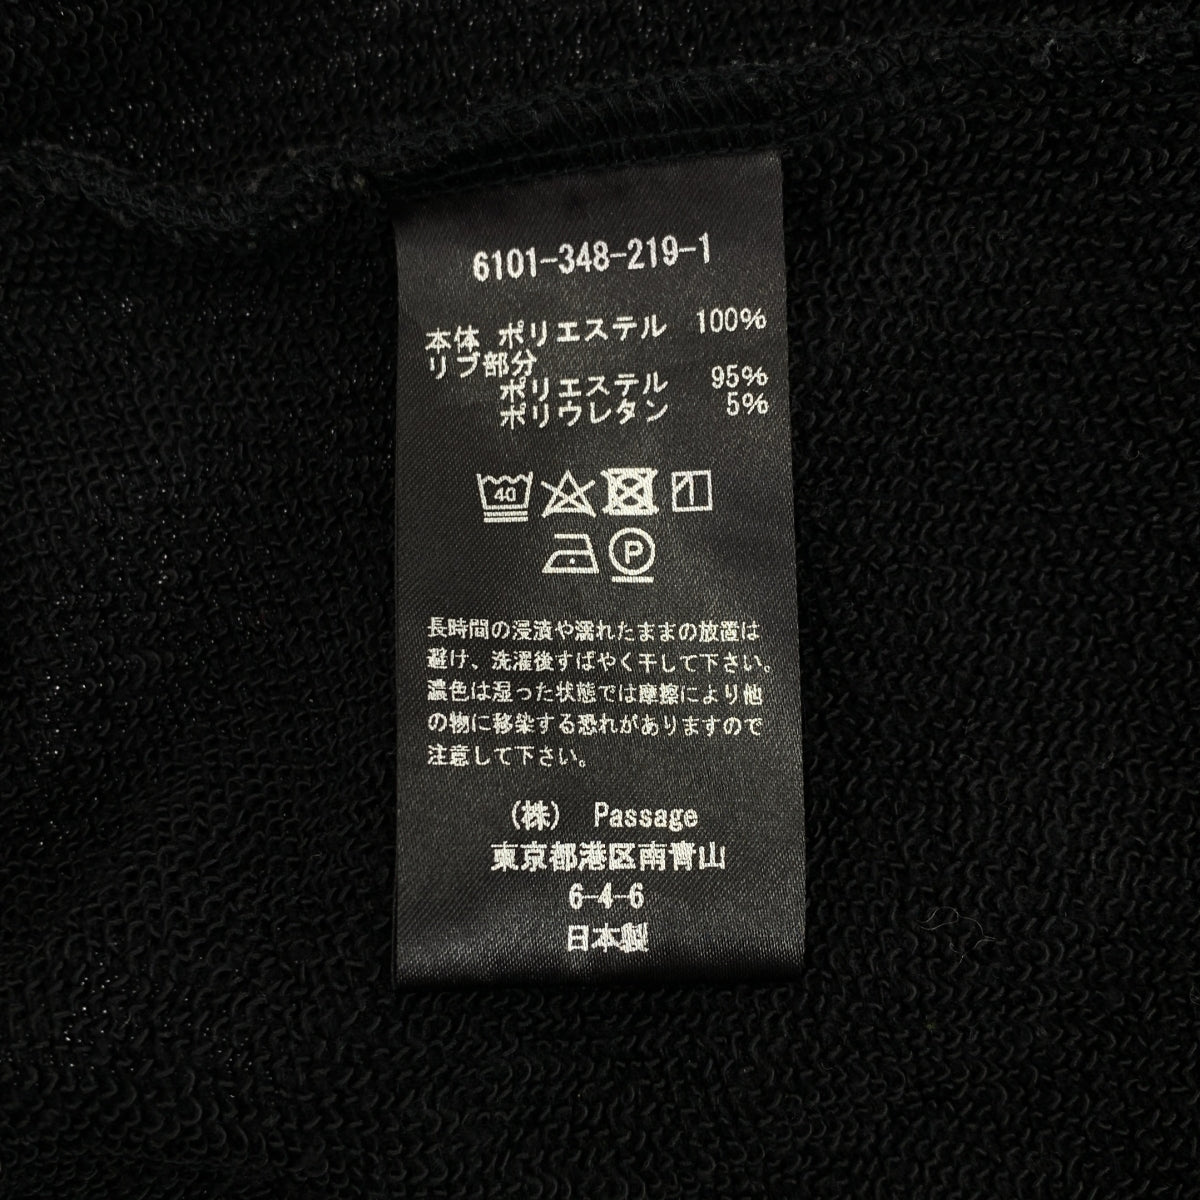 6101-348-219-1
本体 ポリエステル 100%
リブ部分
ポリエステル 95%
ポリウレタン 5%
40
P
長時間の浸漬や濡れたままの放置は
避け、洗濯後すばやく干して下さい。
濃色は湿った状態では摩擦により他
の物に移染する恐れがありますので
注意して下さい。
(株) Passage
東京都港区南青山
6-4-6
日本製